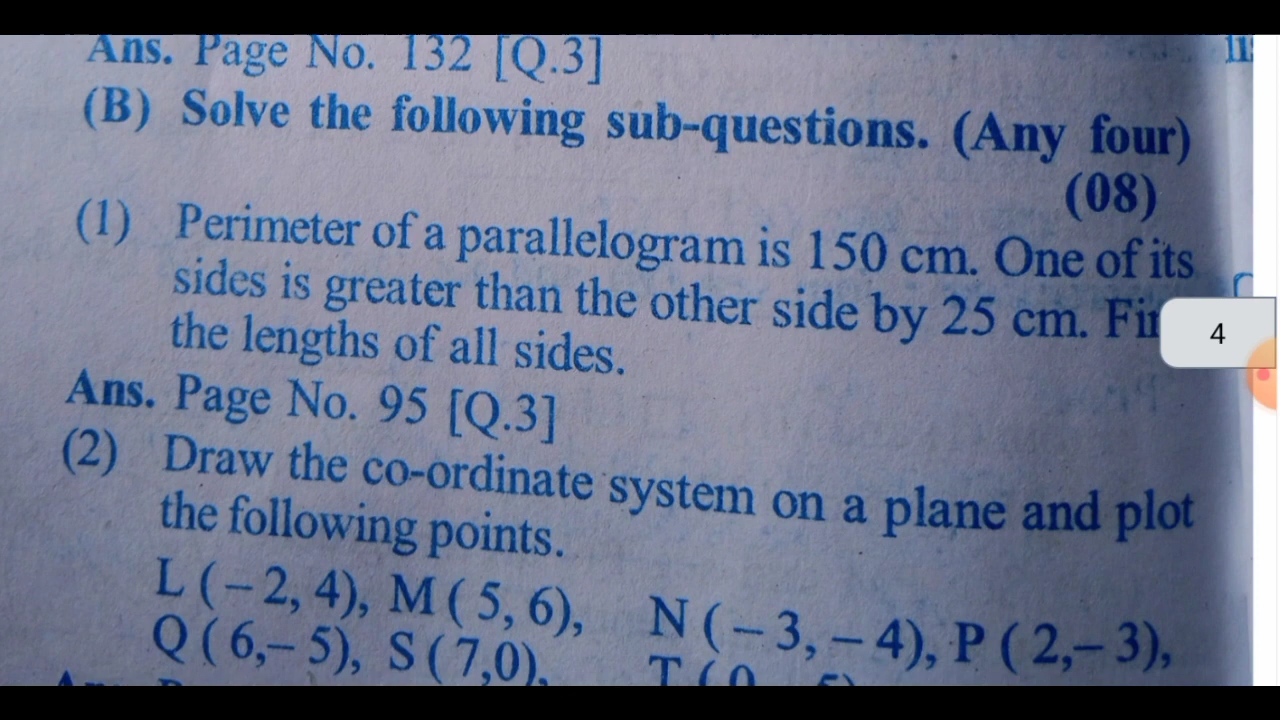 Ans. Page No. 132 [Q.3]
(B) Solve the following sub-questions. (Any four)
(08)
(1) Perimeter of a parallelogram is 150 cm. One of its
sides is greater than the other side by 25 cm.
4
the lengths of all sides.
Ans. Page No. 95 [Q.3]
(2) Draw the co-ordinate system on a plane and plot
the following points.
L (– 2, 4), M ( 5, 6), N ( – 3, – 4), P ( 2,– 3),
Q ( 6,– 5), S ( 7,0),